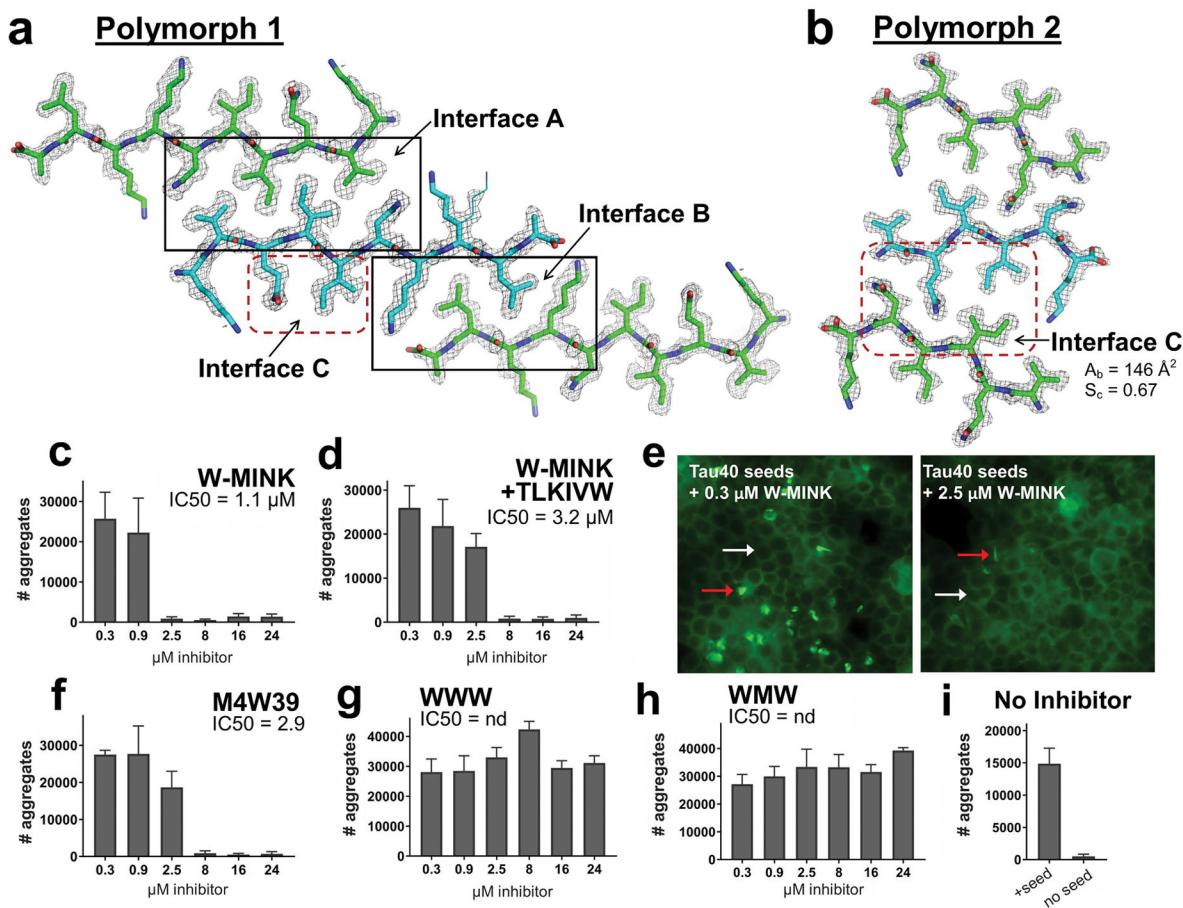 a
Polymorph 1
Interface A
Interface B
Interface C
b
Polymorph 2
Interface C
A_b = 146 Å²
S_c = 0.67
c
W-MINK
IC50 = 1.1 µM
# aggregates
30000
20000
10000
0
0.3 0.9 2.5 8 16 24
µM inhibitor
d
W-MINK
+TLKIVW
IC50 = 3.2 µM
# aggregates
30000
20000
10000
0
0.3 0.9 2.5 8 16 24
µM inhibitor
e
Tau40 seeds
+ 0.3 µM W-MINK
Tau40 seeds
+ 2.5 µM W-MINK
f
M4W39
IC50 = 2.9
# aggregates
30000
20000
10000
0
0.3 0.9 2.5 8 16 24
µM inhibitor
g
WWW
IC50 = nd
# aggregates
50000
40000
30000
20000
10000
0
0.3 0.9 2.5 8 16 24
µM inhibitor
h
WMW
IC50 = nd
# aggregates
40000
30000
20000
10000
0
0.3 0.9 2.5 8 16 24
µM inhibitor
i
No Inhibitor
# aggregates
20000
15000
10000
5000
0
+seed
no seed